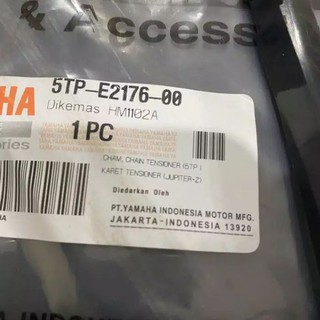 & Access
HA
5TP-E2176-00
Dikemas HM1102A
1 PC
ories
CHAM, CHAIN TENSIONER (5TP )
KARET TENSIONER (JUPITER-Z)
Diedarkan Oleh
PT.YAMAHA INDONESIA MOTOR MFG.
JAKARTA-INDONESIA 13920